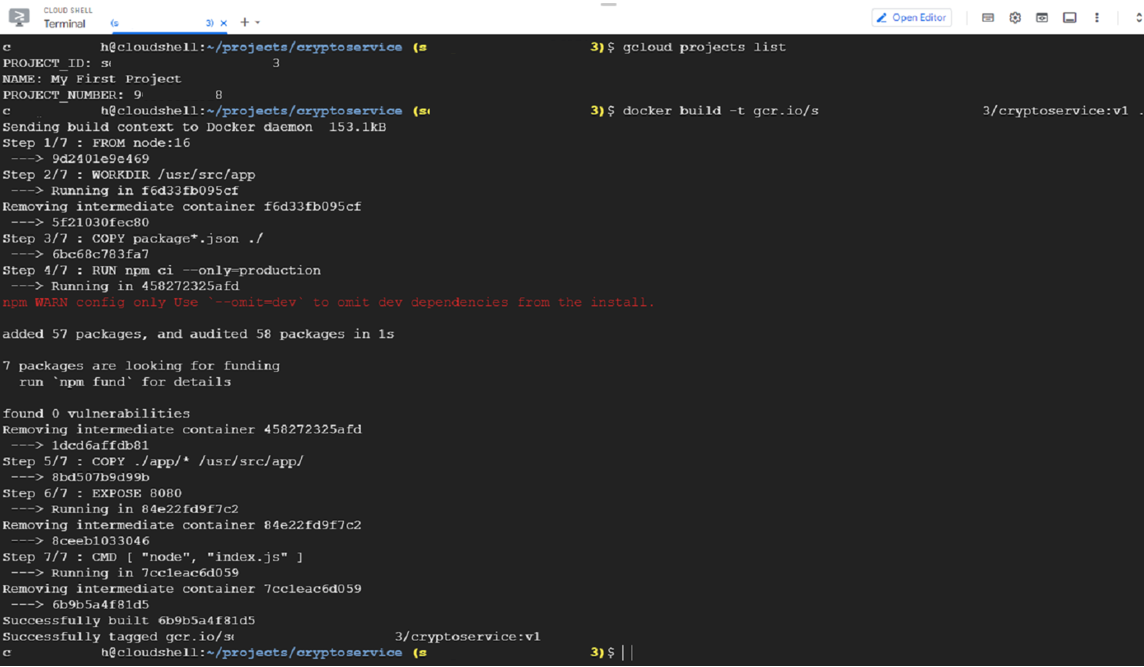 CLOUD SHELL
Terminal (s 3) × + Open Editor
c h@cloudshell:~/projects/cryptoservice (s 3)$ gcloud projects list
PROJECT_ID: s 3
NAME: My First Project
PROJECT_NUMBER: 9 8
c h@cloudshell:~/projects/cryptoservice (s 3)$ docker build -t gcr.io/s 3/cryptoservice:v1 .
Sending build context to Docker daemon 153.1kB
Step 1/7 : FROM node:16
---> 9d2401e9e469
Step 2/7 : WORKDIR /usr/src/app
---> Running in f6d33fb095cf
Removing intermediate container f6d33fb095cf
---> 5f21030fec80
Step 3/7 : COPY package*.json ./
---> 6bc68c783fa7
Step 4/7 : RUN npm ci --only=production
---> Running in 458272325afd
npm WARN config only Use `--omit=dev` to omit dev dependencies from the install.
added 57 packages, and audited 58 packages in 1s
7 packages are looking for funding
run `npm fund` for details
found 0 vulnerabilities
Removing intermediate container 458272325afd
---> 1dcd6affdb81
Step 5/7 : COPY ./app/* /usr/src/app/
---> 8bd507b9d99b
Step 6/7 : EXPOSE 8080
---> Running in 84e22fd9f7c2
Removing intermediate container 84e22fd9f7c2
---> 8ceeb1033046
Step 7/7 : CMD [ "node", "index.js" ]
---> Running in 7cc1eac6d059
Removing intermediate container 7cc1eac6d059
---> 6b9b5a4f81d5
Successfully built 6b9b5a4f81d5
Successfully tagged gcr.io/s 3/cryptoservice:v1
c h@cloudshell:~/projects/cryptoservice (s 3)$